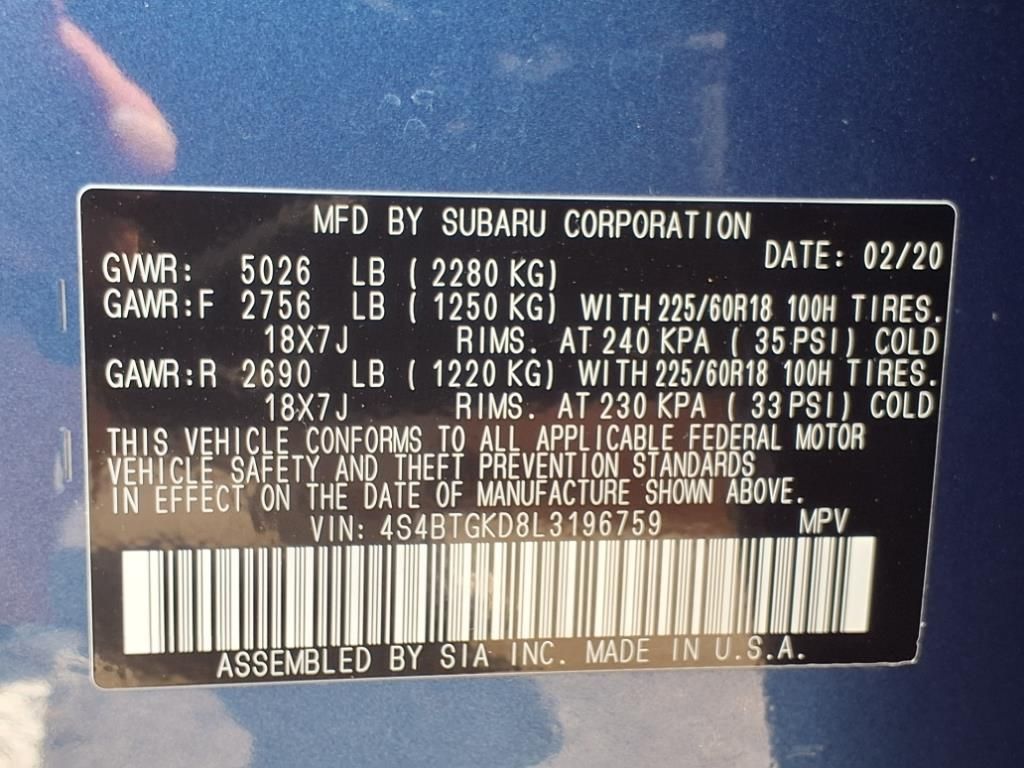 MFD BY SUBARU CORPORATION
DATE: 02/20
GVWR: 5026 LB ( 2280 KG)
GAWR:F 2756 LB ( 1250 KG) WITH 225/60R18 100H TIRES.
18X7J RIMS. AT 240 KPA ( 35 PSI) COLD
GAWR:R 2690 LB ( 1220 KG) WITH 225/60R18 100H TIRES.
18X7J RIMS. AT 230 KPA ( 33 PSI) COLD
THIS VEHICLE CONFORMS TO ALL APPLICABLE FEDERAL MOTOR
VEHICLE SAFETY AND THEFT PREVENTION STANDARDS
IN EFFECT ON THE DATE OF MANUFACTURE SHOWN ABOVE.
VIN: 4S4BTGKD8L3196759 MPV
ASSEMBLED BY SIA INC. MADE IN U.S.A.